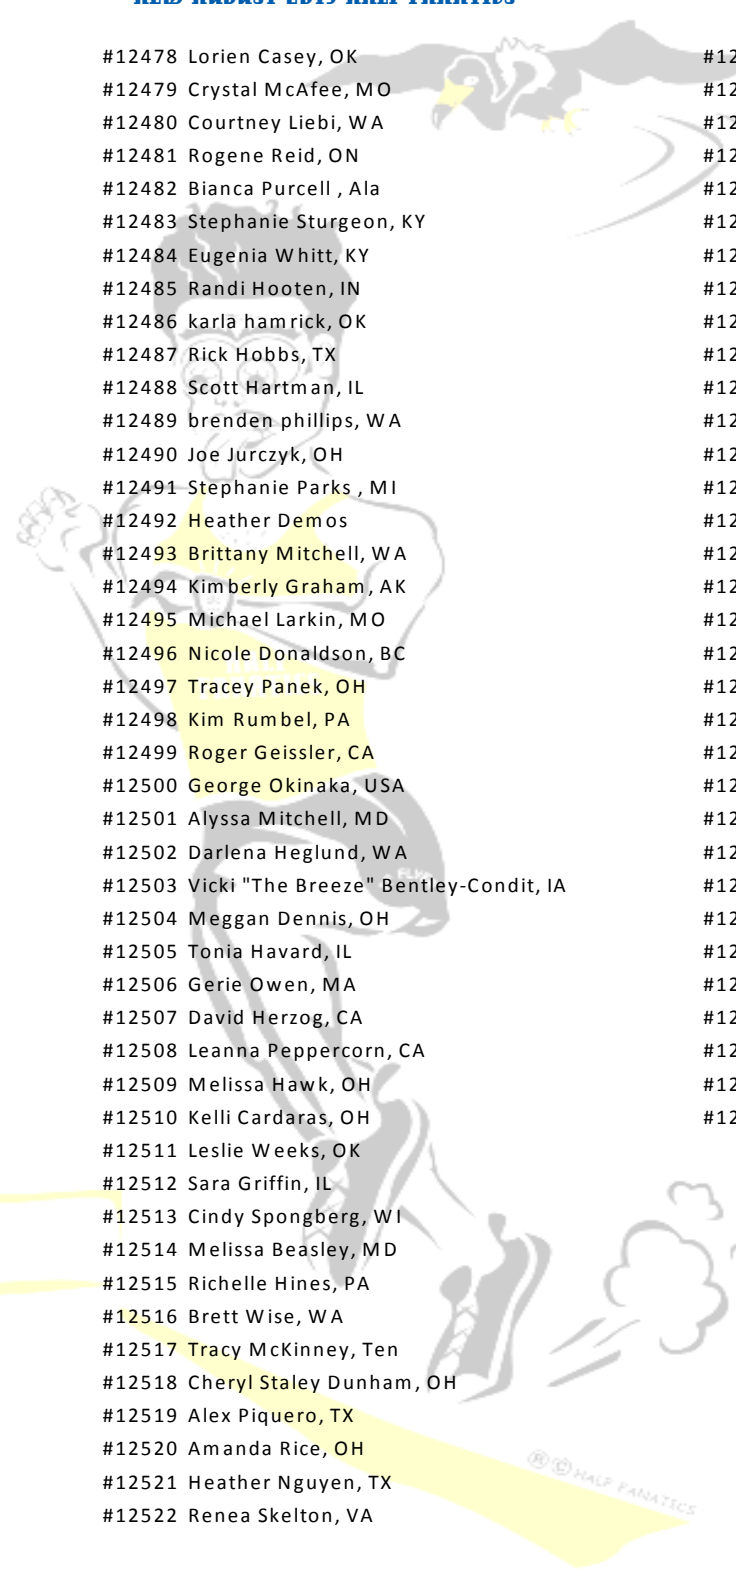 #12478 Lorien Casey, OK
#12479 Crystal McAfee, MO
#12480 Courtney Liebi, WA
#12481 Rogene Reid, ON
#12482 Bianca Purcell , Ala
#12483 Stephanie Sturgeon, KY
#12484 Eugenia Whitt, KY
#12485 Randi Hooten, IN
#12486 karla hamrick, OK
#12487 Rick Hobbs, TX
#12488 Scott Hartman, IL
#12489 brenden phillips, WA
#12490 Joe Jurczyk, OH
#12491 Stephanie Parks , MI
#12492 Heather Demos
#12493 Brittany Mitchell, WA
#12494 Kimberly Graham, AK
#12495 Michael Larkin, MO
#12496 Nicole Donaldson, BC
#12497 Tracey Panek, OH
#12498 Kim Rumbel, PA
#12499 Roger Geissler, CA
#12500 George Okinaka, USA
#12501 Alyssa Mitchell, MD
#12502 Darlena Heglund, WA
#12503 Vicki "The Breeze" Bentley-Condit, IA
#12504 Meggan Dennis, OH
#12505 Tonia Havard, IL
#12506 Gerie Owen, MA
#12507 David Herzog, CA
#12508 Leanna Peppercorn, CA
#12509 Melissa Hawk, OH
#12510 Kelli Cardaras, OH
#12511 Leslie Weeks, OK
#12512 Sara Griffin, IL
#12513 Cindy Spongberg, WI
#12514 Melissa Beasley, MD
#12515 Richelle Hines, PA
#12516 Brett Wise, WA
#12517 Tracy McKinney, Ten
#12518 Cheryl Staley Dunham, OH
#12519 Alex Piquero, TX
#12520 Amanda Rice, OH
#12521 Heather Nguyen, TX
#12522 Renea Skelton, VA
® © HALF FANATICS